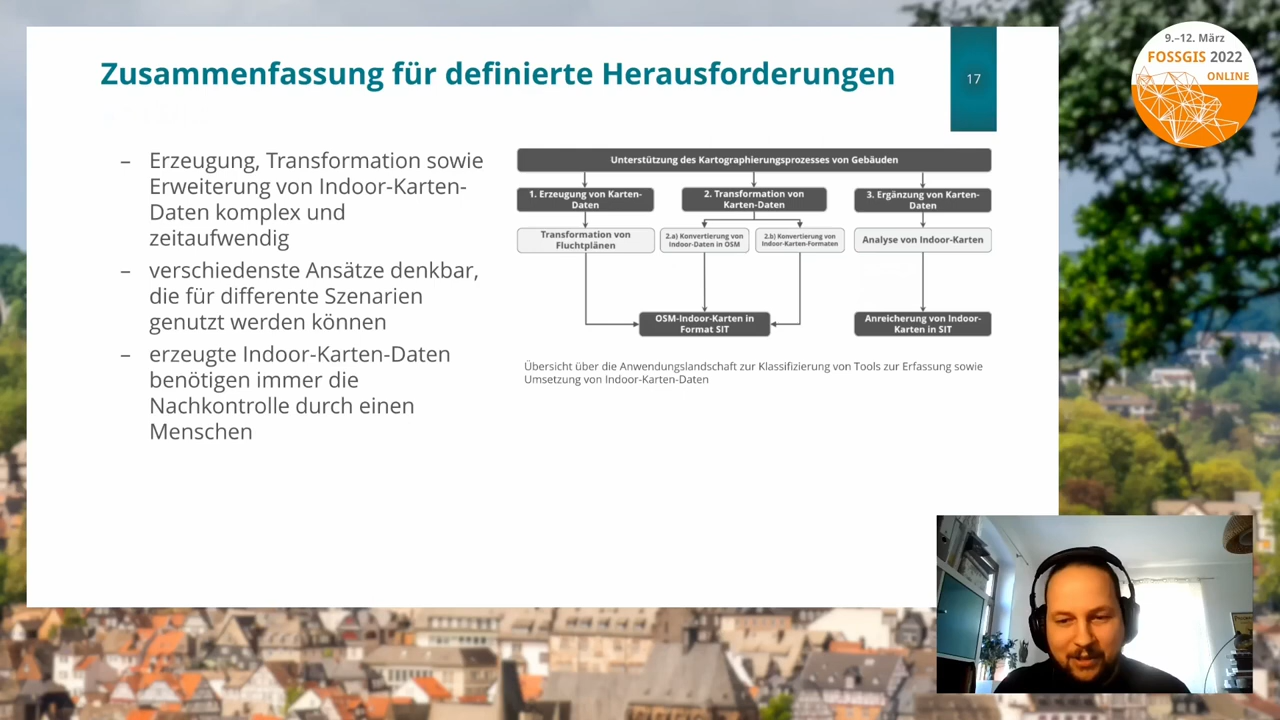 Zusammenfassung für definierte Herausforderungen
17
9.–12. März
FOSSGIS 2022
ONLINE
– Erzeugung, Transformation sowie
Erweiterung von Indoor-Karten-
Daten komplex und
zeitaufwendig
– verschiedenste Ansätze denkbar,
die für differente Szenarien
genutzt werden können
– erzeugte Indoor-Karten-Daten
benötigen immer die
Nachkontrolle durch einen
Menschen
Unterstützung des Kartographierungsprozesses von Gebäuden
1. Erzeugung von Karten-
Daten
2. Transformation von
Karten-Daten
3. Ergänzung von Karten-
Daten
Transformation von
Fluchtplänen
2.a) Konvertierung von
Indoor-Daten in OSM
2.b) Konvertierung von
Indoor-Karten-Formaten
Analyse von Indoor-Karten
OSM-Indoor-Karten in
Format SIT
Anreicherung von Indoor-
Karten in SIT
Übersicht über die Anwendungslandschaft zur Klassifizierung von Tools zur Erfassung sowie
Umsetzung von Indoor-Karten-Daten